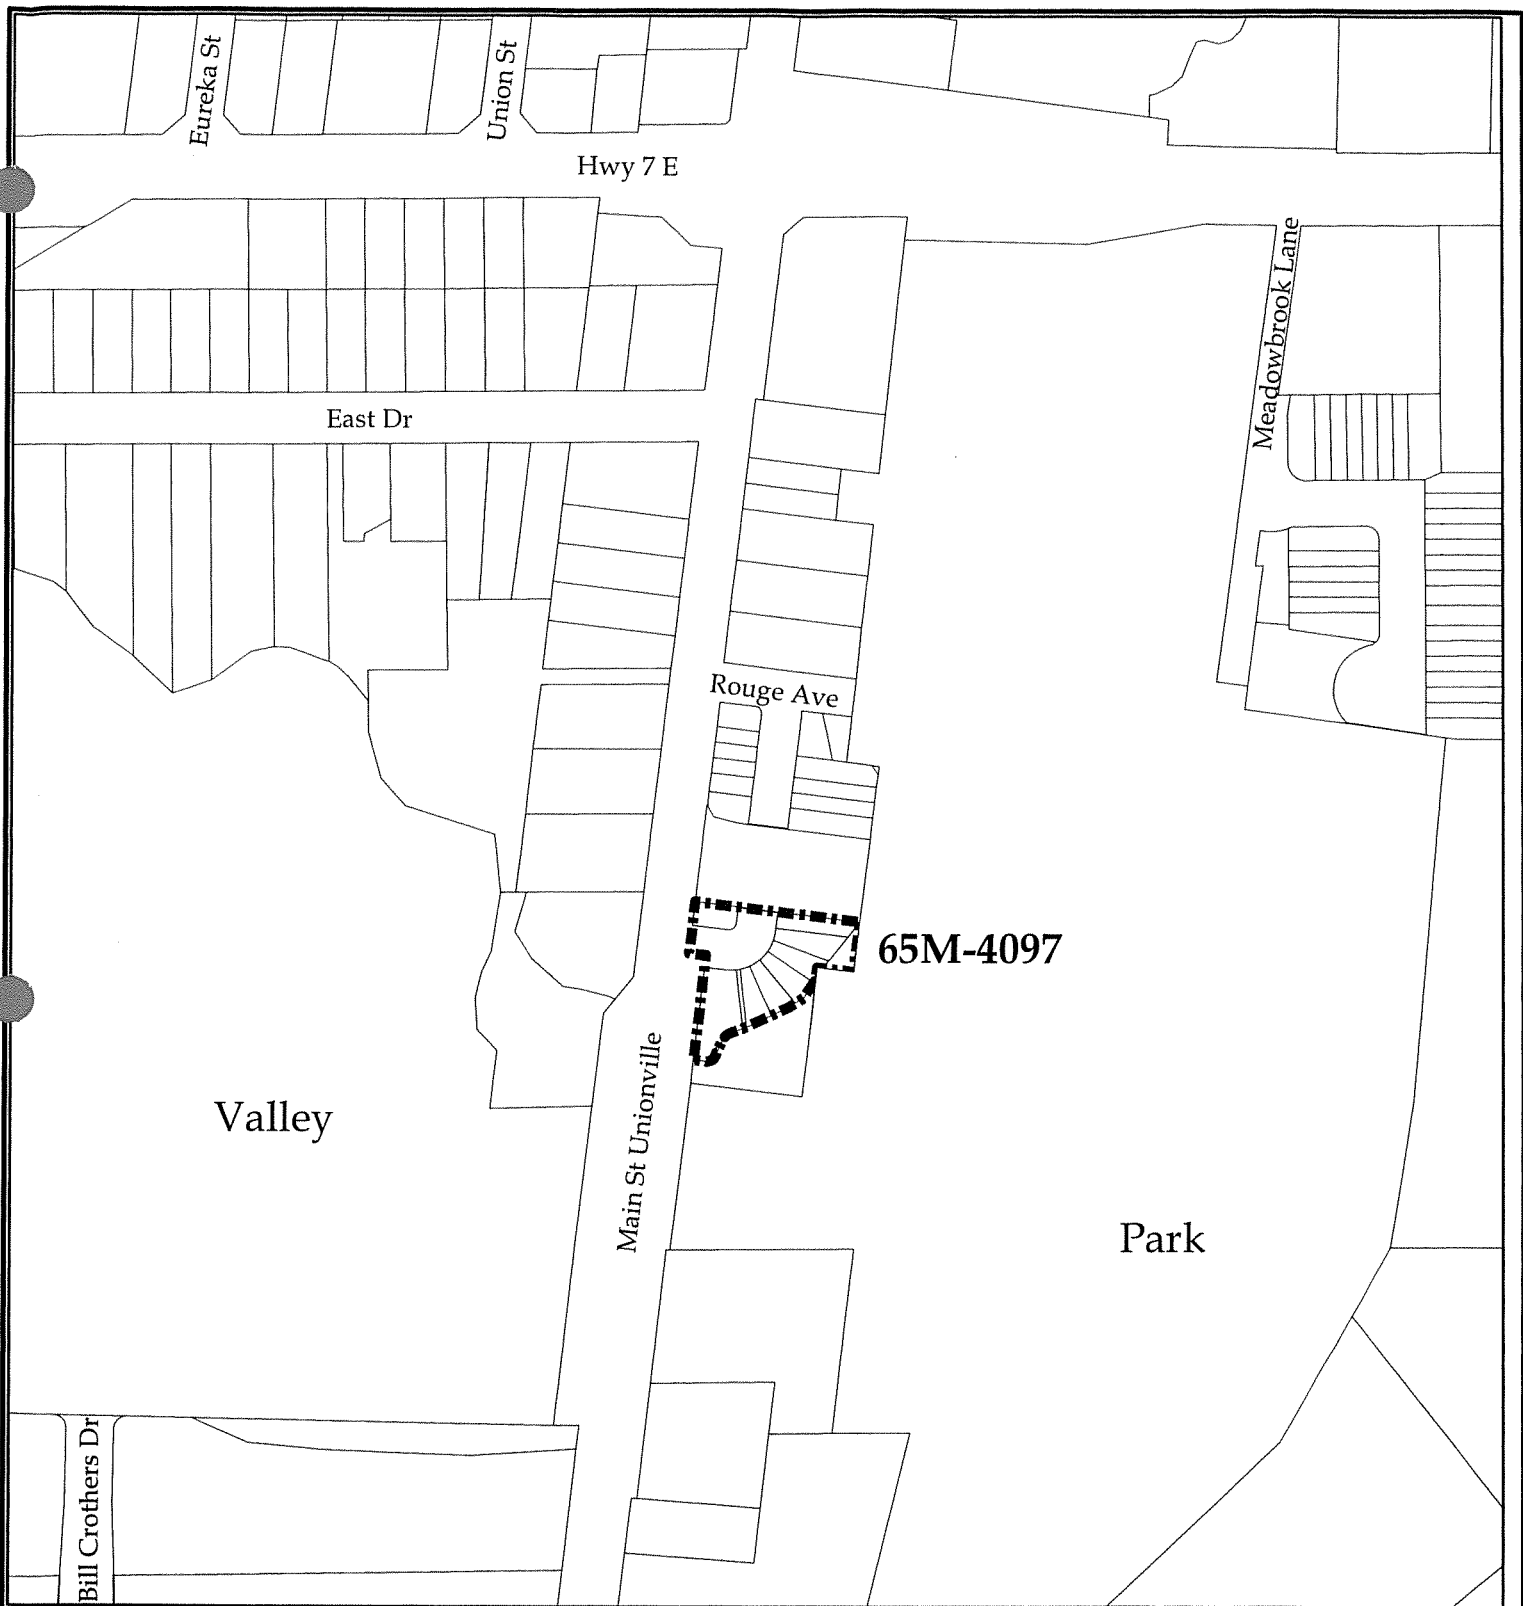 Eureka St
Union St
Hwy 7 E
Meadowbrook Lane
East Dr
Rouge Ave
65M-4097
Main St Unionville
Valley
Park
Bill Crothers Dr